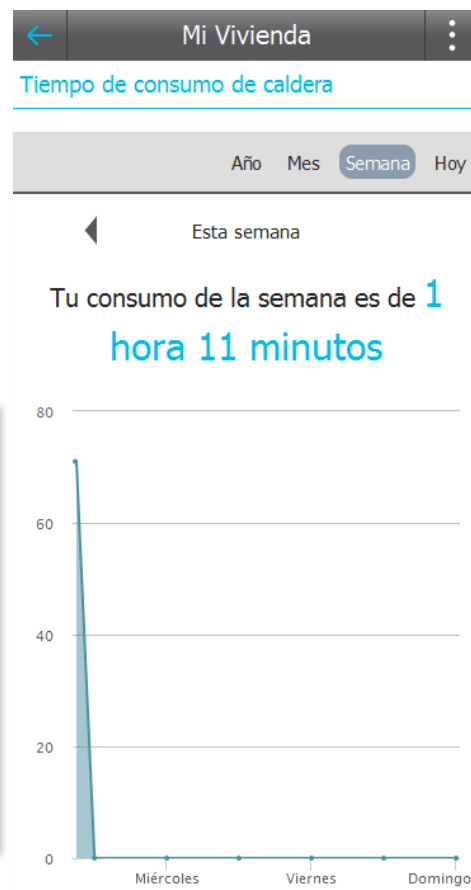 Mi Vivienda
Tiempo de consumo de caldera
Año Mes Semana Hoy
Esta semana
Tu consumo de la semana es de 1
hora 11 minutos
80
60
40
20
0
Miércoles Viernes Domingo